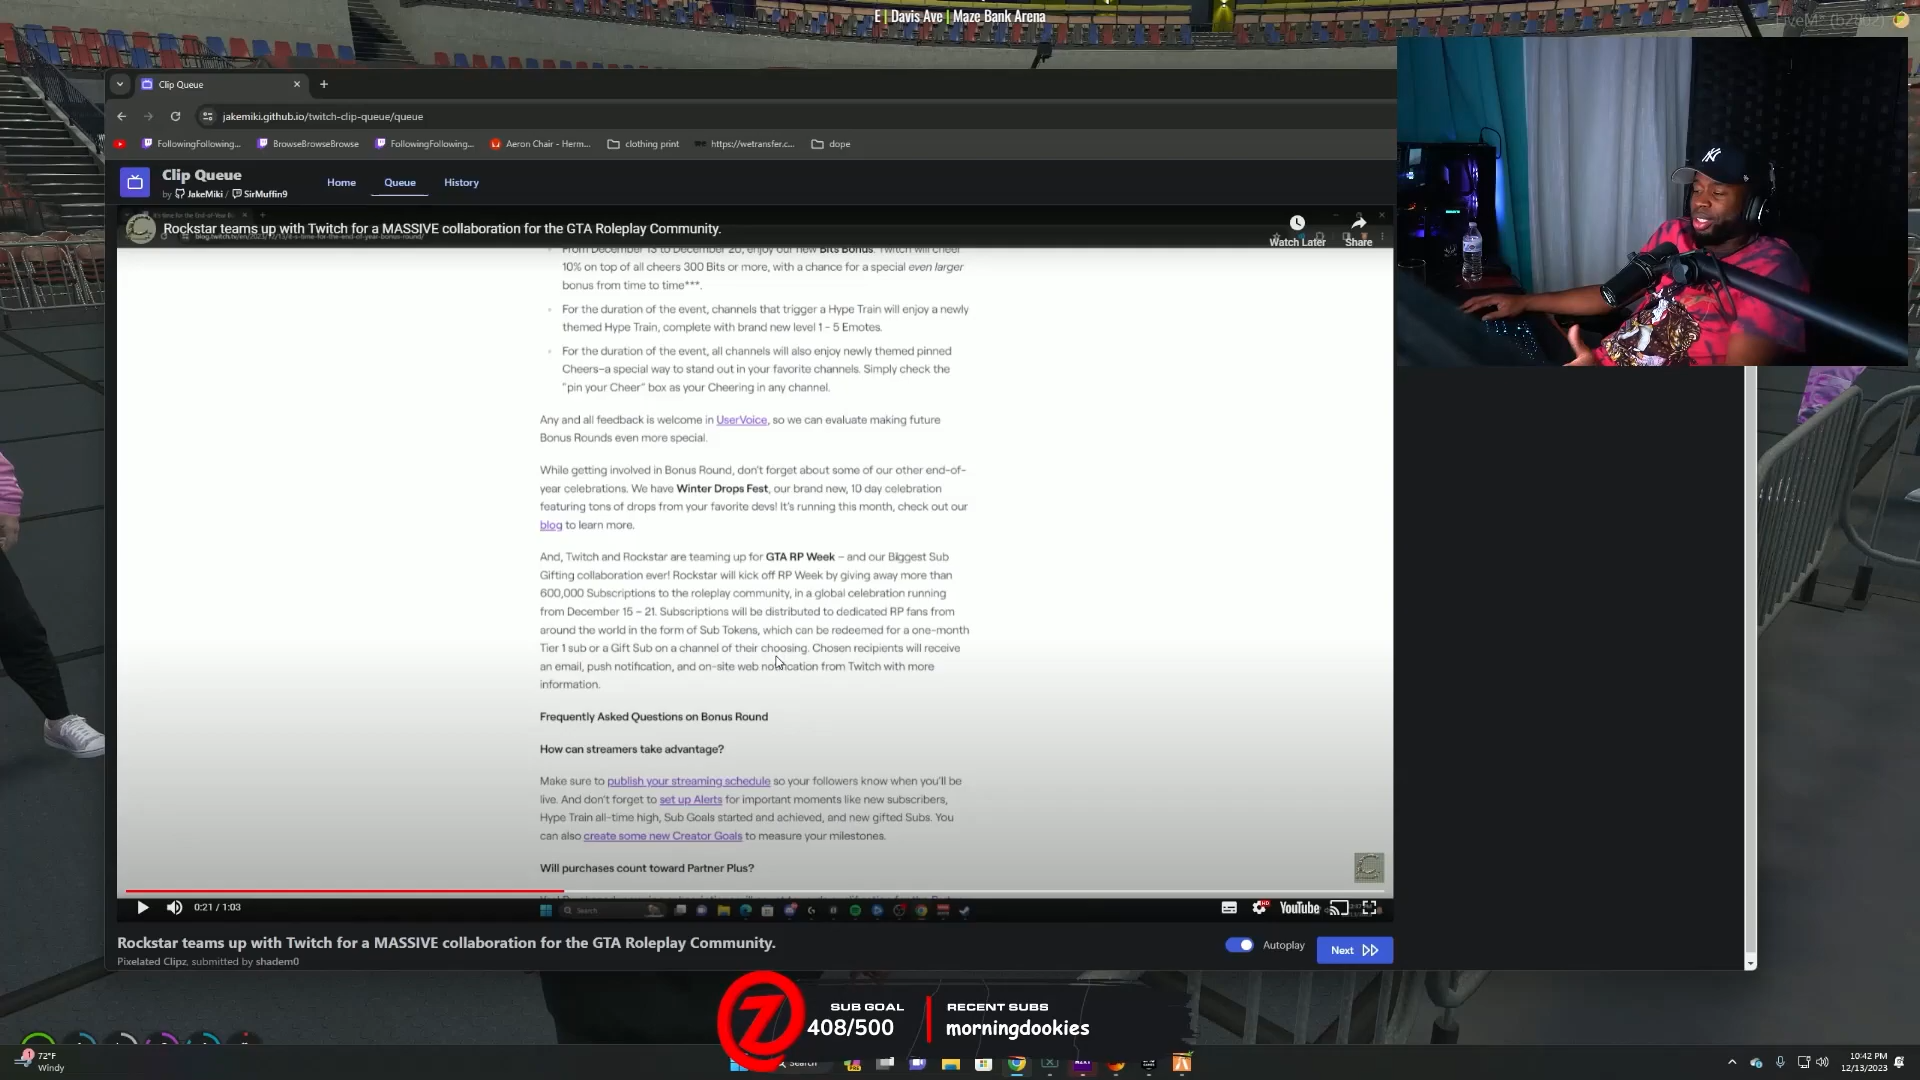 E | Davis Ave | Maze Bank Arena
Clip Queue
jakemiki.github.io/twitch-clip-queue/queue
FollowingFollowing...
BrowseBrowseBrowse
FollowingFollowing...
Aeron Chair - Herm...
clothing print
https://wetransfer.c...
dope
Clip Queue
by JakeMiki / SirMuffin9
Home
Queue
History
Rockstar teams up with Twitch for a MASSIVE collaboration for the GTA Roleplay Community.
Watch Later
Share
From December 13 to December 20, enjoy our new Bits Bonus. Twitch will cheer
10% on top of all cheers 300 Bits or more, with a chance for a special even larger
bonus from time to time***.
For the duration of the event, channels that trigger a Hype Train will enjoy a newly
themed Hype Train, complete with brand new level 1 - 5 Emotes.
For the duration of the event, all channels will also enjoy newly themed pinned
Cheers–a special way to stand out in your favorite channels. Simply check the
"pin your Cheer" box as your Cheering in any channel.
Any and all feedback is welcome in UserVoice, so we can evaluate making future
Bonus Rounds even more special.
While getting involved in Bonus Round, don't forget about some of our other end-of-
year celebrations. We have Winter Drops Fest, our brand new, 10 day celebration
featuring tons of drops from your favorite devs! It's running this month, check out our
blog to learn more.
And, Twitch and Rockstar are teaming up for GTA RP Week – and our Biggest Sub
Gifting collaboration ever! Rockstar will kick off RP Week by giving away more than
600,000 Subscriptions to the roleplay community, in a global celebration running
from December 15 – 21. Subscriptions will be distributed to dedicated RP fans from
around the world in the form of Sub Tokens, which can be redeemed for a one-month
Tier 1 sub or a Gift Sub on a channel of their choosing. Chosen recipients will receive
an email, push notification, and on-site web notification from Twitch with more
information.
Frequently Asked Questions on Bonus Round
How can streamers take advantage?
Make sure to publish your streaming schedule so your followers know when you'll be
live. And don't forget to set up Alerts for important moments like new subscribers,
Hype Train all-time high, Sub Goals started and achieved, and new gifted Subs. You
can also create some new Creator Goals to measure your milestones.
Will purchases count toward Partner Plus?
0:21 / 1:03
Search
HD
YouTube
Rockstar teams up with Twitch for a MASSIVE collaboration for the GTA Roleplay Community.
Pixelated Clipz, submitted by shadem0
Autoplay
Next
SUB GOAL
408/500
RECENT SUBS
morningdookies
72°F
Windy
Search
10:42 PM
12/13/2023